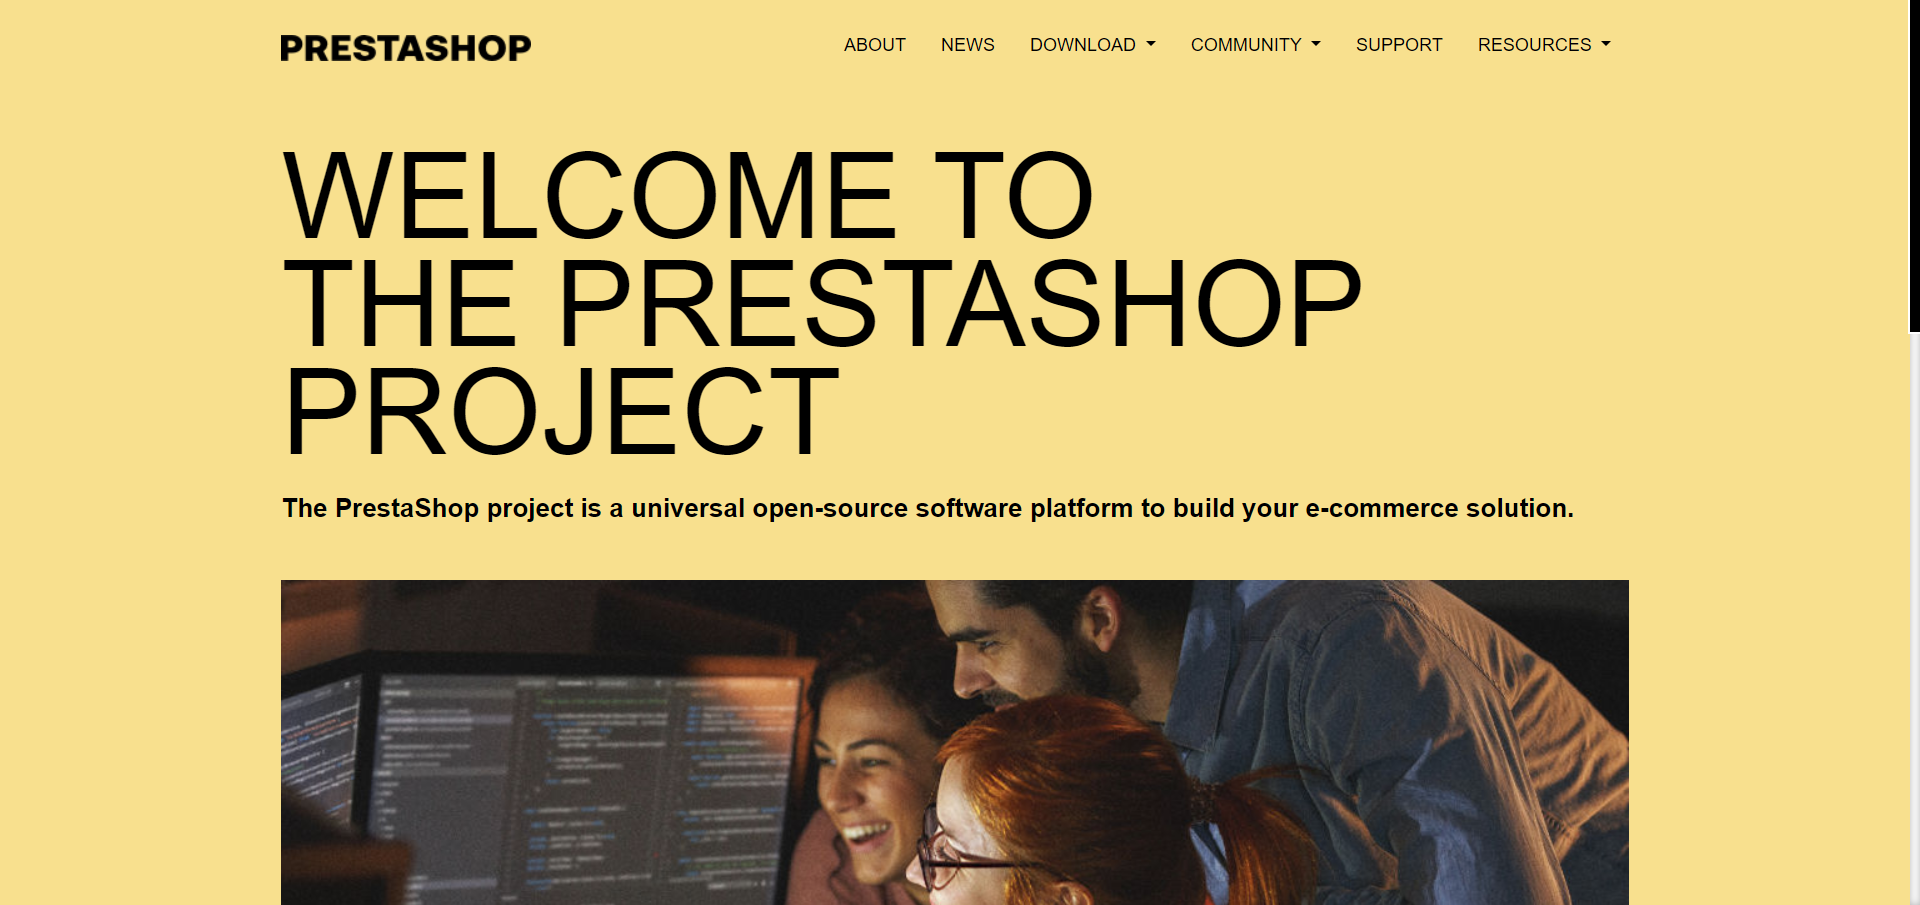 PRESTASHOP
ABOUT NEWS DOWNLOAD COMMUNITY SUPPORT RESOURCES
WELCOME TO
THE PRESTASHOP
PROJECT
The PrestaShop project is a universal open-source software platform to build your e-commerce solution.